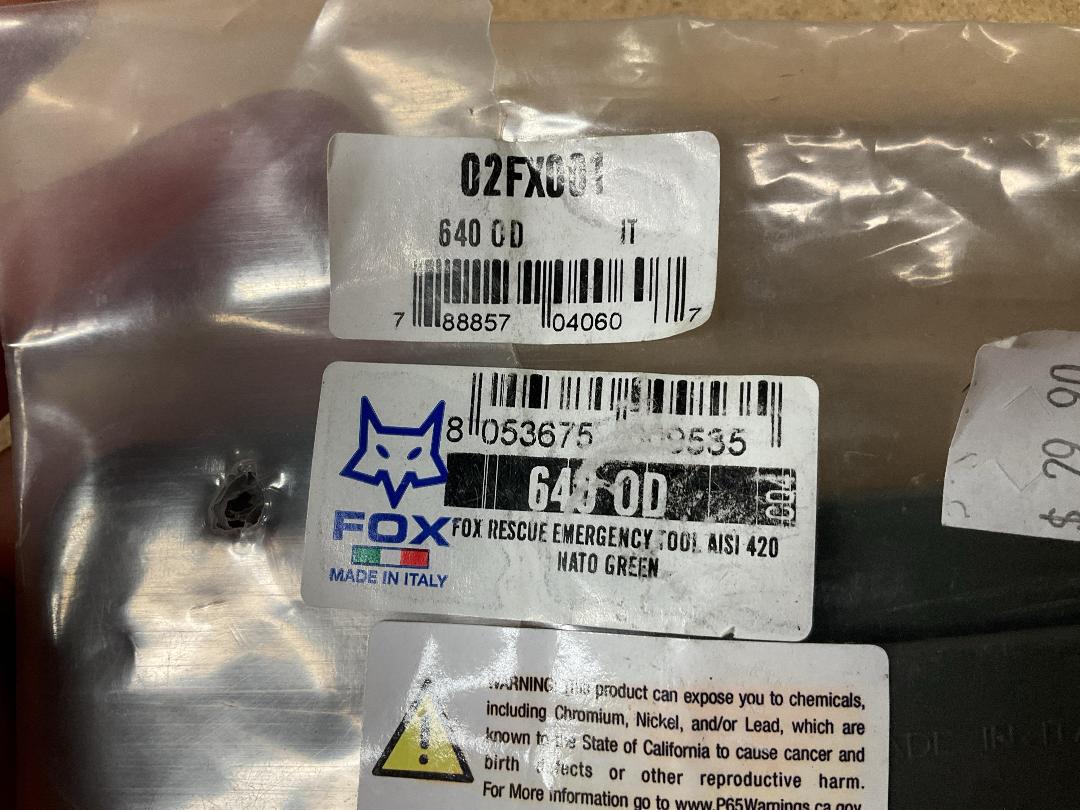 02FX001
640 OD IT
7 88857 04060 7
$ 29 90
8 053675 9535
640 OD
CO4
FOX
FOX RESCUE EMERGENCY TOOL AISI 420
NATO GREEN
MADE IN ITALY
WARNING: This product can expose you to chemicals,
including Chromium, Nickel, and/or Lead, which are
known to the State of California to cause cancer and
birth defects or other reproductive harm.
For More information go to www.P65Warnings.ca.gov